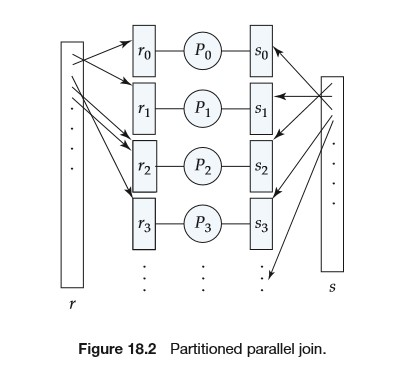 r0 P0 s0
r1 P1 s1
r2 P2 s2
r3 P3 s3
r
s
Figure 18.2 Partitioned parallel join.